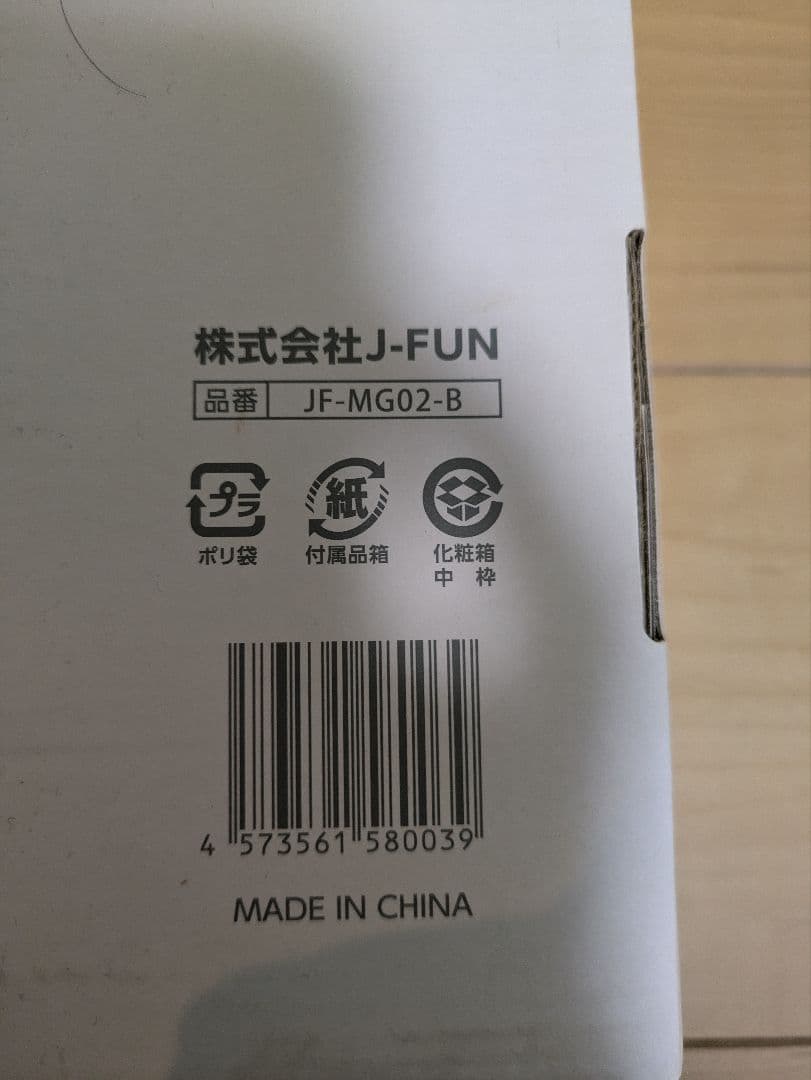 株式会社J-FUN
品番 JF-MG02-B
プラ 紙
ポリ袋 付属品箱 化粧箱
中 枠
4 573561 580039
MADE IN CHINA